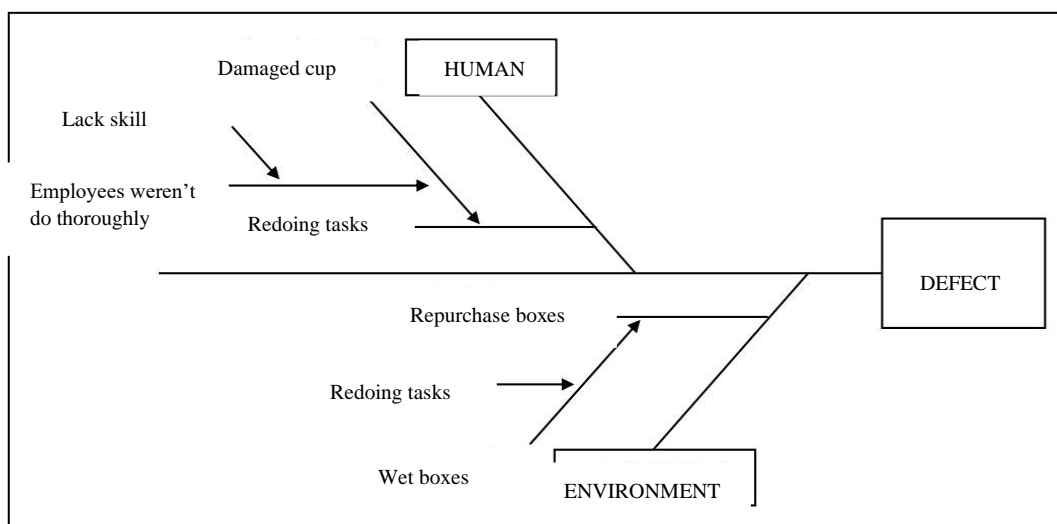 Damaged cup
HUMAN
Lack skill
Employees weren’t
do thoroughly
Redoing tasks
DEFECT
Repurchase boxes
Redoing tasks
Wet boxes
ENVIRONMENT